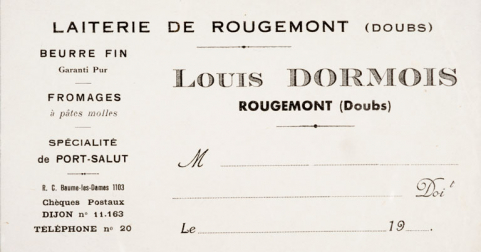 LAITERIE DE ROUGEMONT (DOUBS)
BEURRE FIN
Garanti Pur
FROMAGES
à pâtes molles
SPÉCIALITÉ
de PORT-SALUT
R. C. Baume-les-Dames 1103
Chèques Postaux
DIJON n° 11.163
TÉLÉPHONE n° 20
LOUIS DORMOIS
ROUGEMONT (Doubs)
M
Doit
Le 19